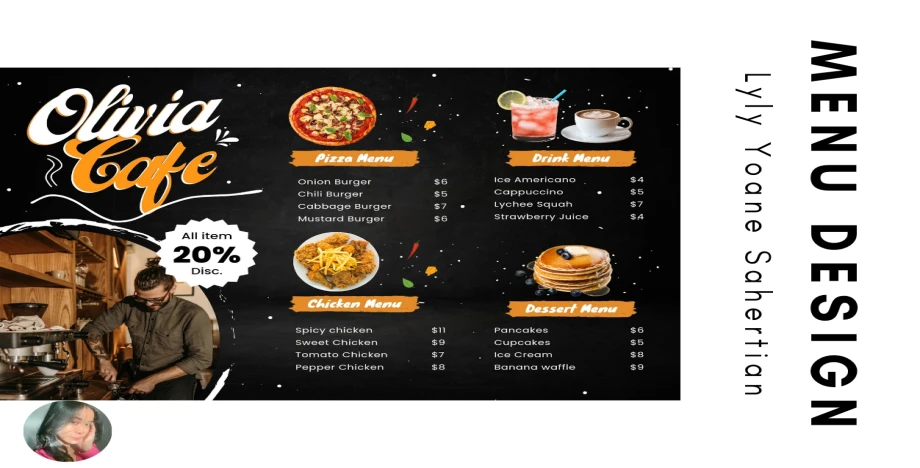 Olivia
Cafe
All item
20%
Disc.
Pizza Menu
Onion Burger $6
Chili Burger $5
Cabbage Burger $7
Mustard Burger $6
Drink Menu
Ice Americano $4
Cappuccino $5
Lychee Squah $7
Strawberry Juice $4
Chicken Menu
Spicy chicken $11
Sweet Chicken $9
Tomato Chicken $7
Pepper Chicken $8
Dessert Menu
Pancakes $6
Cupcakes $5
Ice Cream $8
Banana waffle $9
MENU DESIGN
Lyly Yoane Sahertian